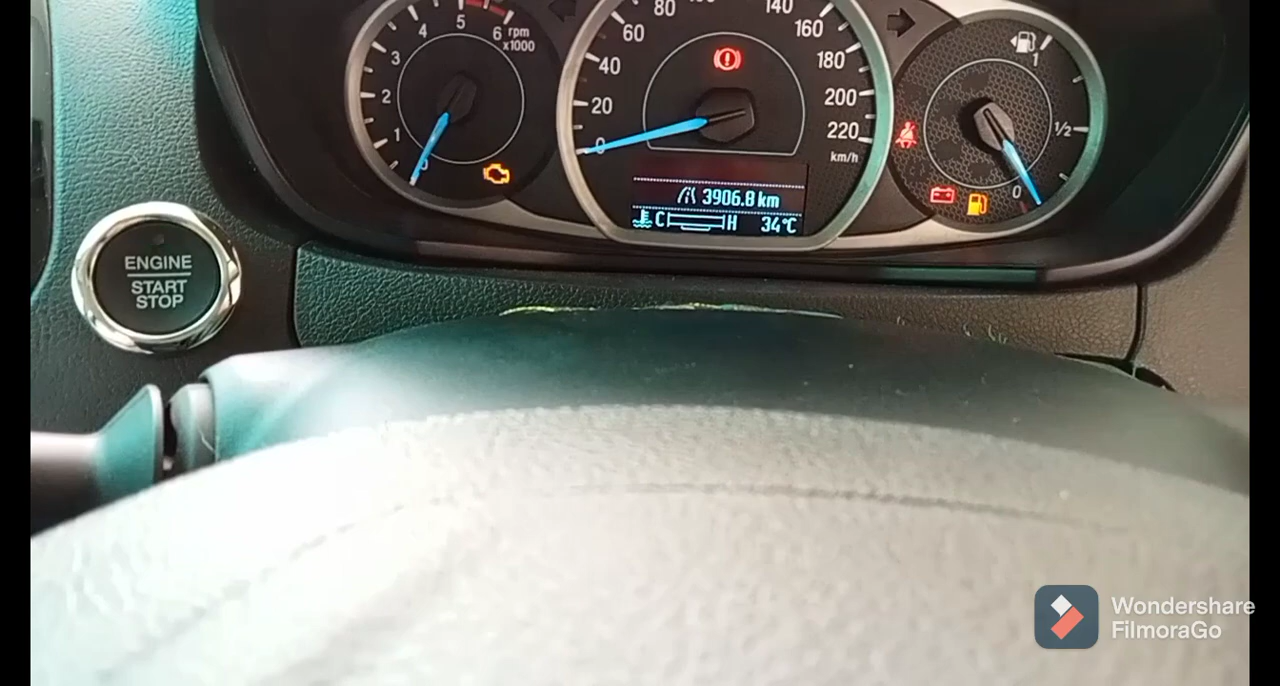 1
2
3
4
5
6
rpm
x1000
0
20
40
60
80
140
160
180
200
220
km/h
3906.8 km
C H 34°C
1
1/2
0
ENGINE
START
STOP
Wondershare
FilmoraGo